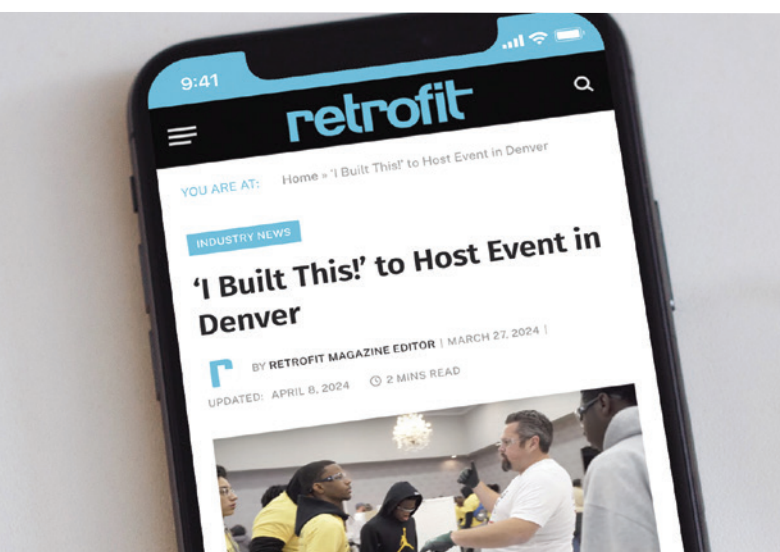 9:41
retrofit
YOU ARE AT: Home » ‘I Built This!’ to Host Event in Denver
INDUSTRY NEWS
‘I Built This!’ to Host Event in
Denver
BY RETROFIT MAGAZINE EDITOR | MARCH 27, 2024 |
UPDATED: APRIL 8, 2024 2 MINS READ